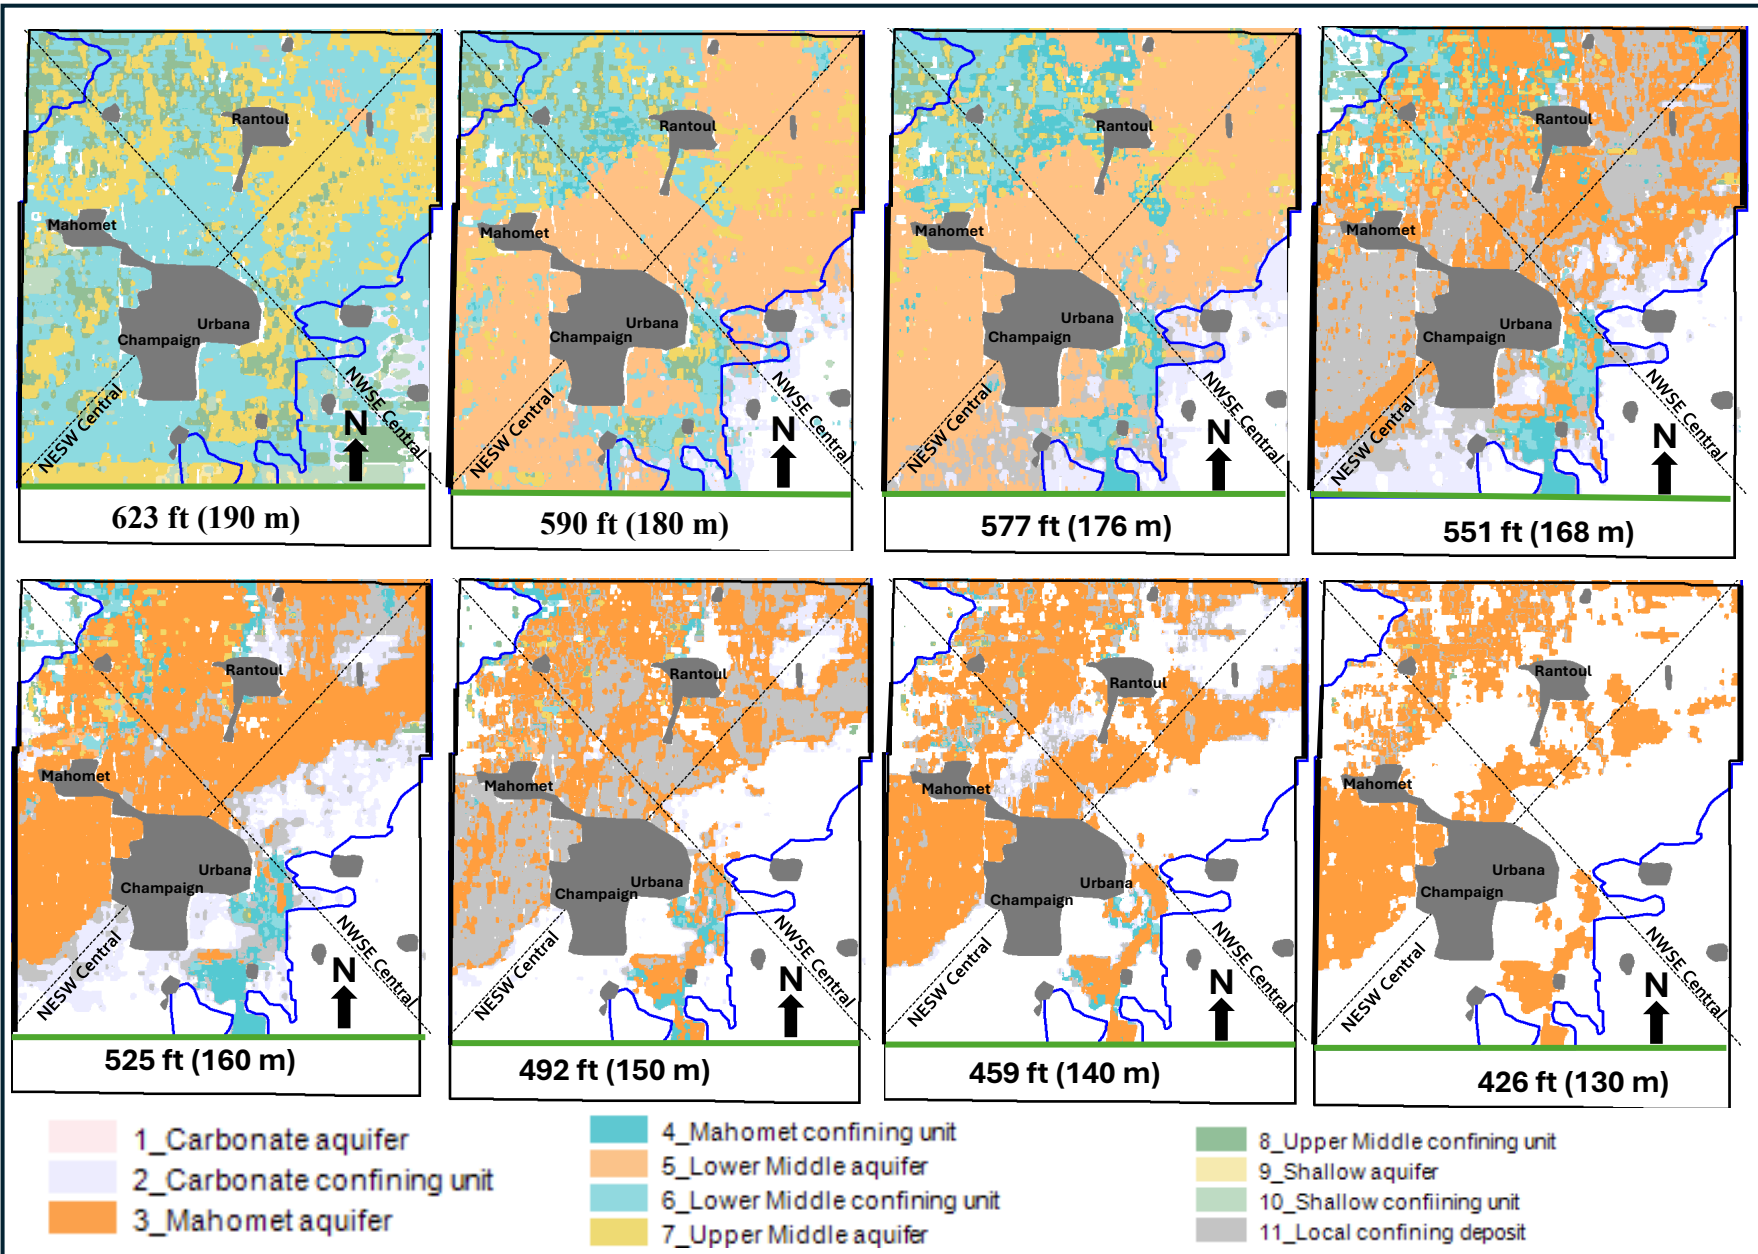 Rantoul
Mahomet
Urbana
Champaign
NESW Central
NWSE Central
N
623 ft (190 m)
Rantoul
Mahomet
Urbana
Champaign
NESW Central
NWSE Central
N
590 ft (180 m)
Rantoul
Mahomet
Urbana
Champaign
NESW Central
NWSE Central
N
577 ft (176 m)
Rantoul
Mahomet
Urbana
Champaign
NESW Central
NWSE Central
N
551 ft (168 m)
Rantoul
Mahomet
Urbana
Champaign
NESW Central
NWSE Central
N
525 ft (160 m)
Rantoul
Mahomet
Urbana
Champaign
NESW Central
NWSE Central
N
492 ft (150 m)
Rantoul
Mahomet
Urbana
Champaign
NESW Central
NWSE Central
N
459 ft (140 m)
Rantoul
Mahomet
Urbana
Champaign
NESW Central
NWSE Central
N
426 ft (130 m)
1_Carbonate aquifer
2_Carbonate confining unit
3_Mahomet aquifer
4_Mahomet confining unit
5_Lower Middle aquifer
6_Lower Middle confining unit
7_Upper Middle aquifer
8_Upper Middle confining unit
9_Shallow aquifer
10_Shallow confiining unit
11_Local confining deposit